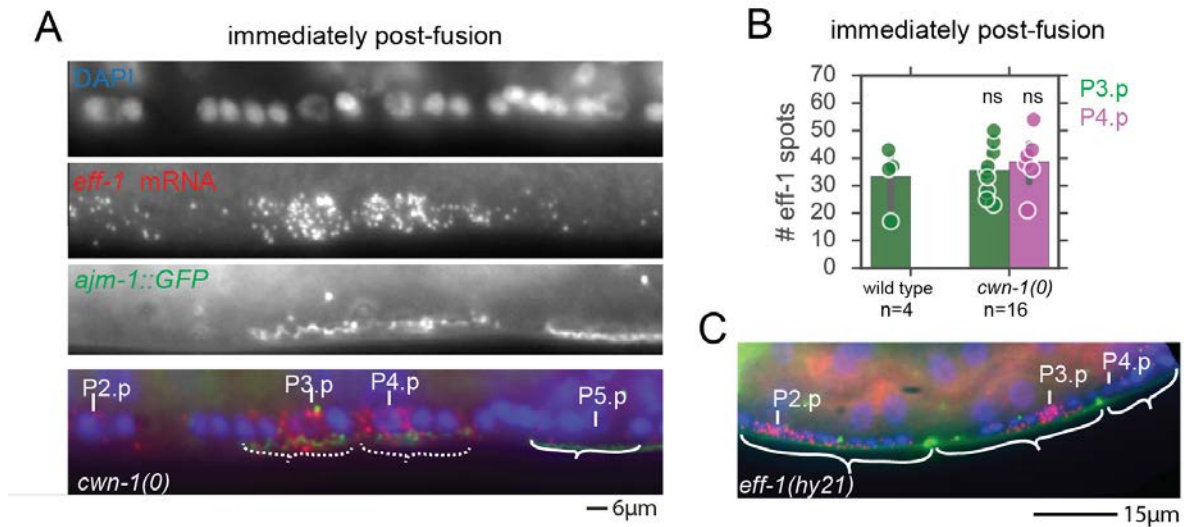 A
immediately post-fusion
DAPI
eff-1 mRNA
ajm-1::GFP
P2.p
P3.p
P4.p
P5.p
cwn-1(0)
6µm
B
immediately post-fusion
# eff-1 spots
70
60
50
40
30
20
10
0
ns
ns
P3.p
P4.p
wild type
n=4
cwn-1(0)
n=16
C
P2.p
P3.p
P4.p
eff-1(hy21)
15µm